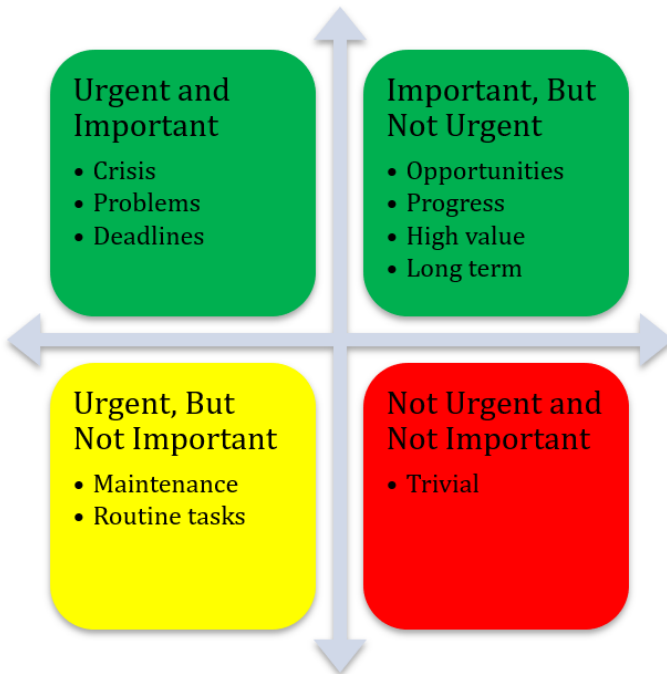 Urgent and
Important
• Crisis
• Problems
• Deadlines
Important, But
Not Urgent
• Opportunities
• Progress
• High value
• Long term
Urgent, But
Not Important
• Maintenance
• Routine tasks
Not Urgent and
Not Important
• Trivial